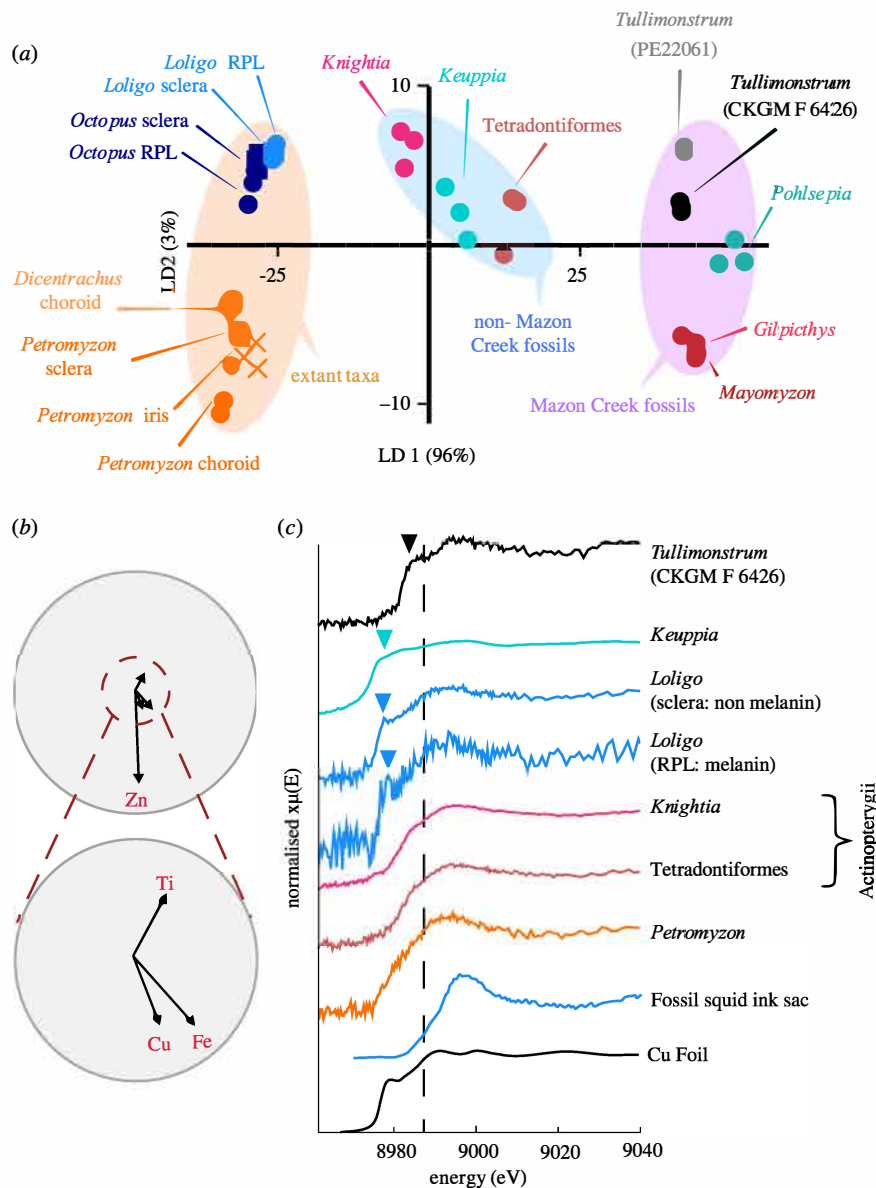 (a)
Tullimonstrum
(PE22061)
Loligo RPL
Loligo sclera
Knightia
Keuppia
Tullimonstrum
(CKGM F 6426)
Octopus sclera
Octopus RPL
10
Tetradontiformes
Pohlsepia
LD2 (3%)
-25
25
Dicentrachus
choroid
Petromyzon
sclera
non- Mazon
Creek fossils
Gilpicthys
extant taxa
Mayomyzon
Petromyzon iris
–10
Mazon Creek fossils
Petromyzon choroid
LD 1 (96%)
(b)
Zn
Ti
Cu
Fe
(c)
Tullimonstrum
(CKGM F 6426)
Keuppia
Loligo
(sclera: non melanin)
Loligo
(RPL: melanin)
Knightia
Tetradontiformes
Actinopterygii
Petromyzon
Fossil squid ink sac
Cu Foil
normalised xμ(E)
8980
9000
9020
9040
energy (eV)